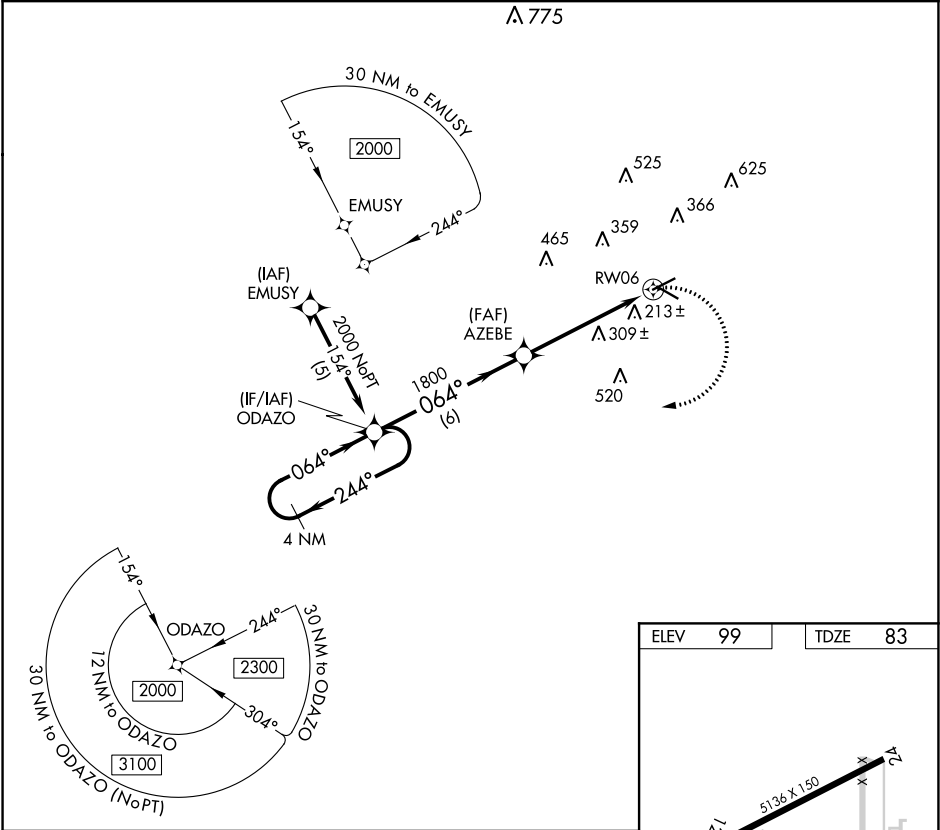 775
30 NM to EMUSY
154°
2000
EMUSY
244°
525
625
366
359
465
RW06
(IAF)
EMUSY
2000 NoPT
154°
(5)
(FAF)
AZEBE
213 ±
309 ±
520
(IF/IAF)
ODAZO
1800
064°
(6)
064°
244°
4 NM
154°
ODAZO
244°
30 NM to ODAZO
12 NM to ODAZO
2000
2300
304°
30 NM to ODAZO (NoPT)
3100
ELEV 99
TDZE 83
5136 X 150
X
X
24